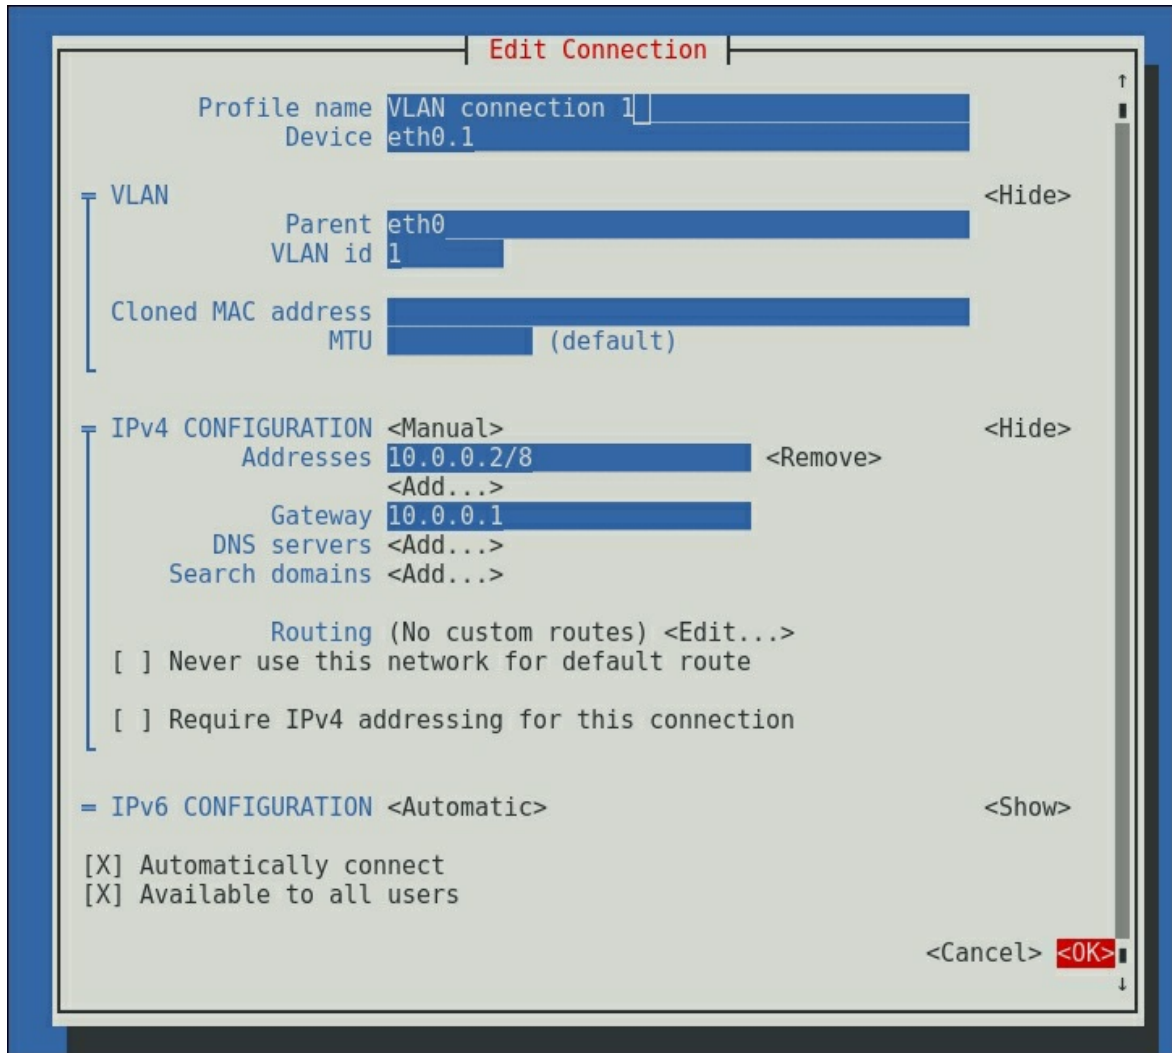 Edit Connection
Profile name VLAN connection 1
Device eth0.1
VLAN <Hide>
Parent eth0
VLAN id 1
Cloned MAC address
MTU (default)
IPv4 CONFIGURATION <Manual> <Hide>
Addresses 10.0.0.2/8 <Remove>
<Add...>
Gateway 10.0.0.1
DNS servers <Add...>
Search domains <Add...>
Routing (No custom routes) <Edit...>
[ ] Never use this network for default route
[ ] Require IPv4 addressing for this connection
= IPv6 CONFIGURATION <Automatic> <Show>
[X] Automatically connect
[X] Available to all users
<Cancel> <OK>